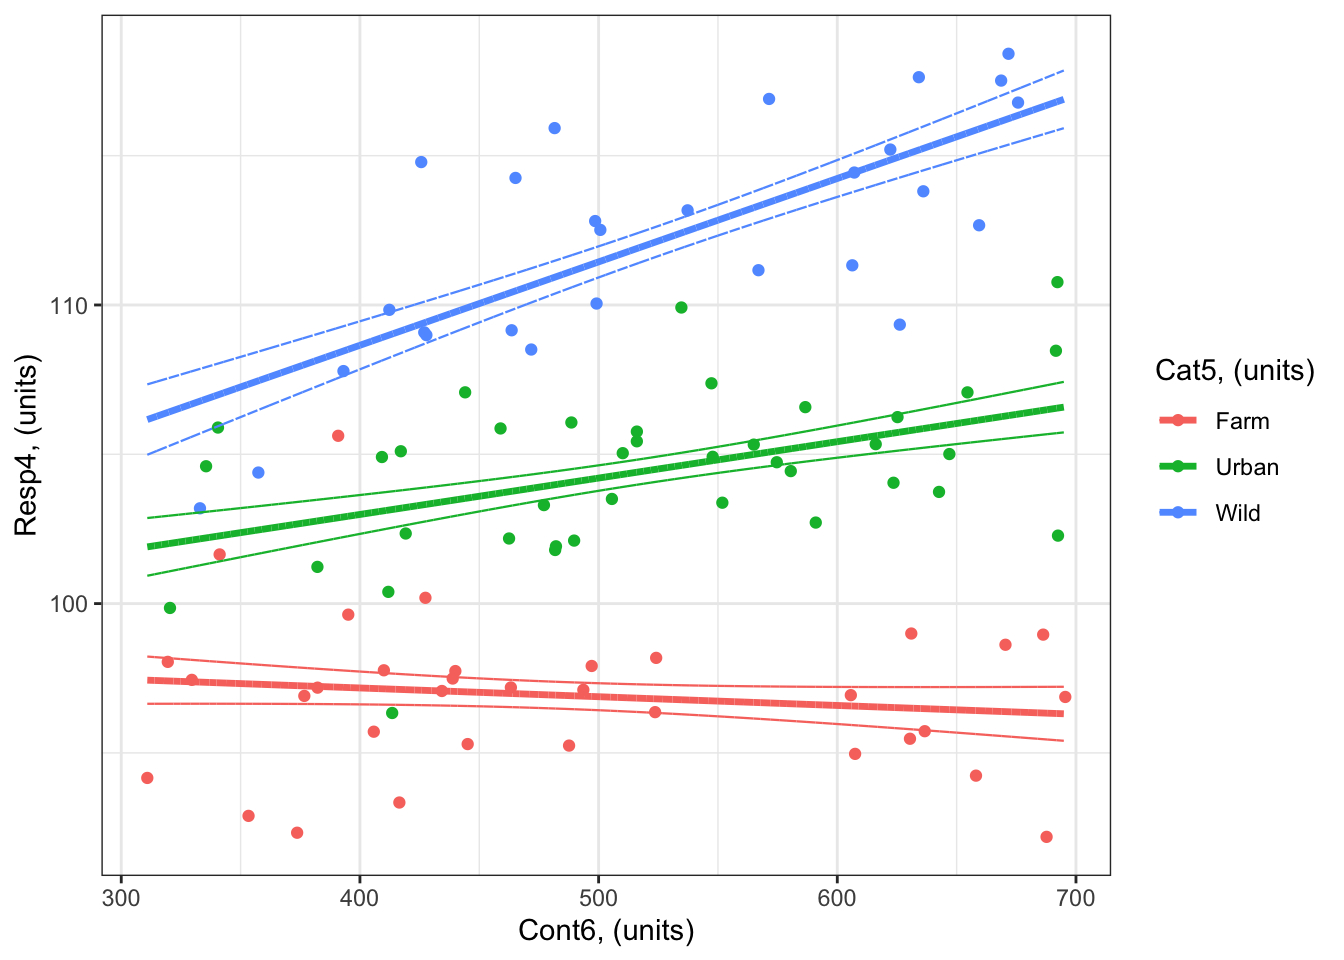 Resp4, (units)
110
100
300
400
500
600
700
Cont6, (units)
Cat5, (units)
Farm
Urban
Wild